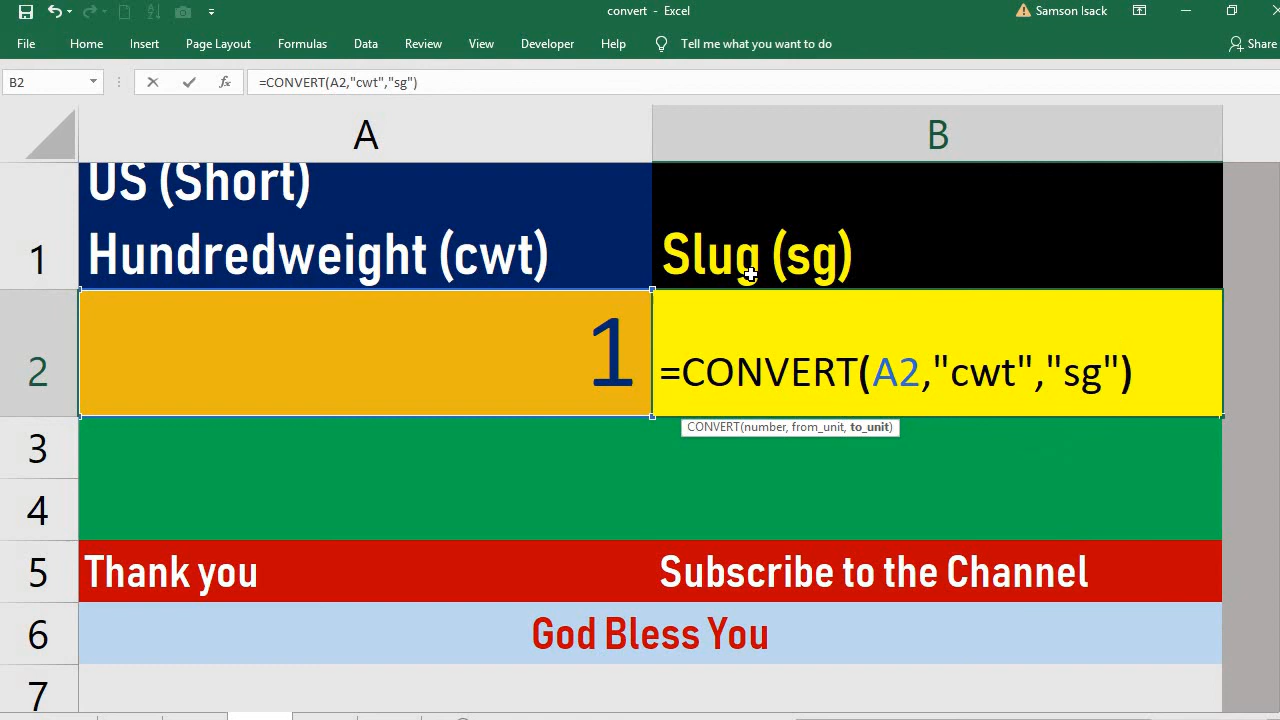 convert - Excel
Samson Isack
File Home Insert Page Layout Formulas Data Review View Developer Help Tell me what you want to do Share
B2 fx =CONVERT(A2,"cwt","sg")
A B
US (Short)
1 Hundredweight (cwt) Slug (sg)
2 1 =CONVERT(A2,"cwt","sg")
CONVERT(number, from_unit, to_unit)
3
4
5 Thank you Subscribe to the Channel
6 God Bless You
7